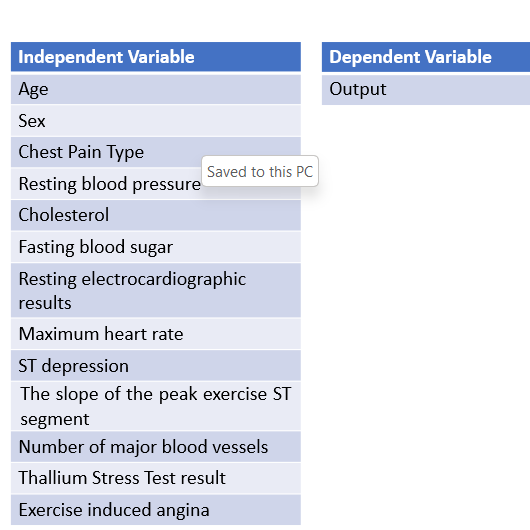 Independent Variable
Dependent Variable
Age
Output
Sex
Chest Pain Type
Saved to this PC
Resting blood pressure
Cholesterol
Fasting blood sugar
Resting electrocardiographic
results
Maximum heart rate
ST depression
The slope of the peak exercise ST
segment
Number of major blood vessels
Thallium Stress Test result
Exercise induced angina